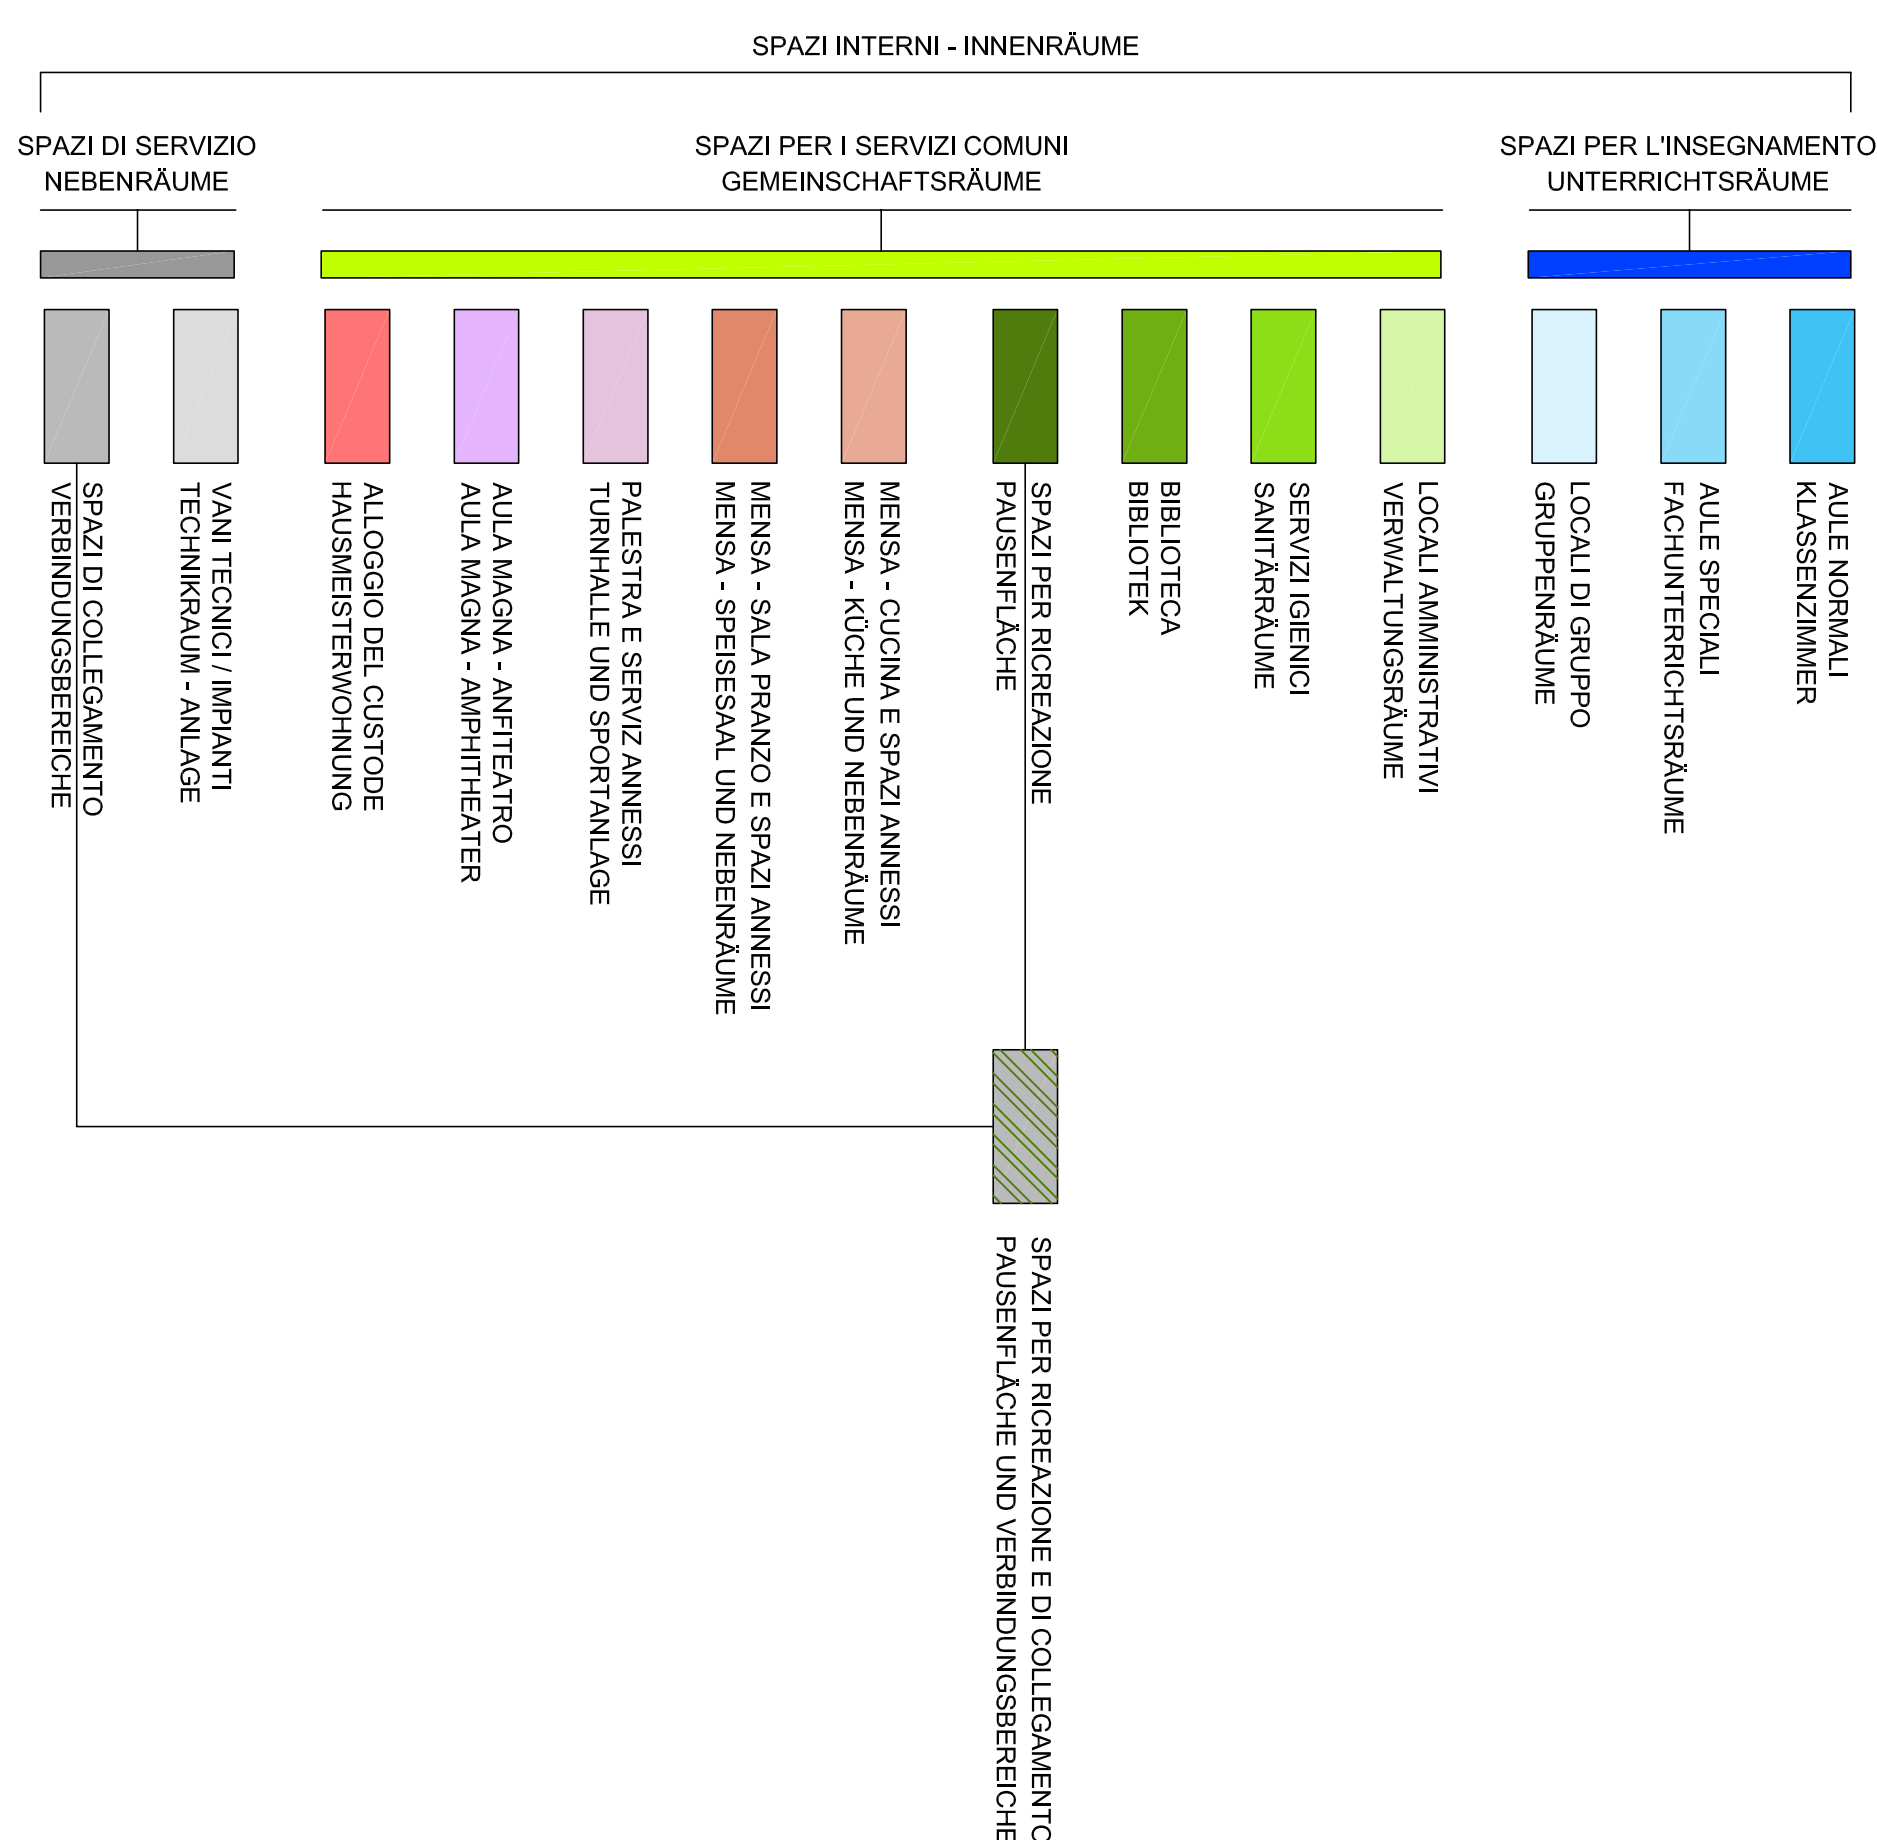 SPAZI INTERNI - INNENRÄUME
SPAZI DI SERVIZIO
NEBENRÄUME
SPAZI PER I SERVIZI COMUNI
GEMEINSCHAFTSRÄUME
SPAZI PER L'INSEGNAMENTO
UNTERRICHTSRÄUME
SPAZI DI COLLEGAMENTO
VERBINDUNGSBEREICHE
VANI TECNICI / IMPIANTI
TECHNIKRAUM - ANLAGE
ALLOGGIO DEL CUSTODE
HAUSMEISTERWOHNUNG
AULA MAGNA - ANFITEATRO
AULA MAGNA - AMPHITHEATER
PALESTRA E SERVIZ ANNESSI
TURNHALLE UND SPORTANLAGE
MENSA - SALA PRANZO E SPAZI ANNESSI
MENSA - SPEISESAAL UND NEBENRÄUME
MENSA - CUCINA E SPAZI ANNESSI
MENSA - KÜCHE UND NEBENRÄUME
SPAZI PER RICREAZIONE
PAUSENFLÄCHE
BIBLIOTECA
BIBLIOTEK
SERVIZI IGIENICI
SANITÄRRÄUME
LOCALI AMMINISTRATIVI
VERWALTUNGSRÄUME
LOCALI DI GRUPPO
GRUPPENRÄUME
AULE SPECIALI
FACHUNTERRICHTSRÄUME
AULE NORMALI
KLASSENZIMMER
SPAZI PER RICREAZIONE E DI COLLEGAMENTO
PAUSENFLÄCHE UND VERBINDUNGSBEREICHE